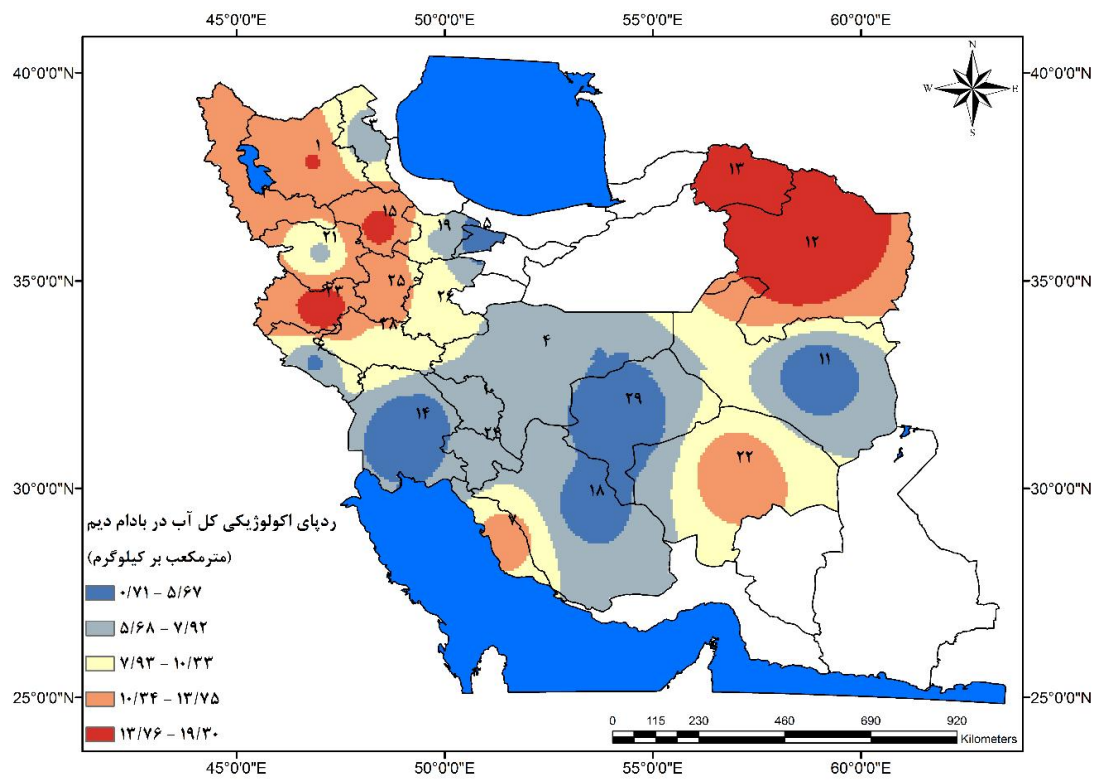 45°0'0"E 50°0'0"E 55°0'0"E 60°0'0"E
40°0'0"N 40°0'0"N
N
W E
S
۱
۱۳
۱۵
۱۹
۵
۲۱
۱۲
35°0'0"N 35°0'0"N
۲۵
۲۳
۲۶
۲۸
۴
۱۱
۱۴
۲۹
۲۲
30°0'0"N 30°0'0"N
۱۸
۷
ردپای اکولوژیکی کل آب در بادام دیم
(مترمکعب بر کیلوگرم)
۰/۷۱ - ۵/۶۷
۵/۶۸ - ۷/۹۲
۷/۹۳ - ۱۰/۳۳
۱۰/۳۴ - ۱۳/۷۵
۱۳/۷۶ - ۱۹/۳۰
25°0'0"N 25°0'0"N
0 115 230 460 690 920
Kilometers
45°0'0"E 50°0'0"E 55°0'0"E 60°0'0"E